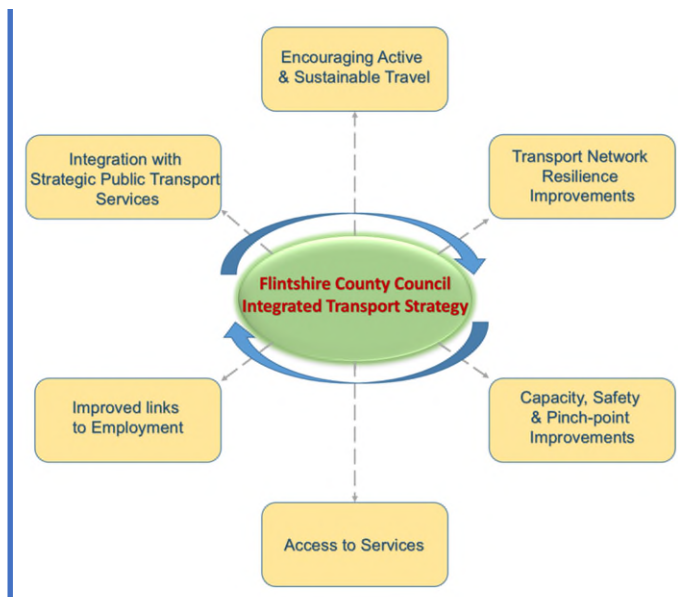 Encouraging Active
& Sustainable Travel
Integration with
Strategic Public Transport
Services
Transport Network
Resilience
Improvements
Flintshire County Council
Integrated Transport Strategy
Improved links
to Employment
Capacity, Safety
& Pinch-point
Improvements
Access to Services